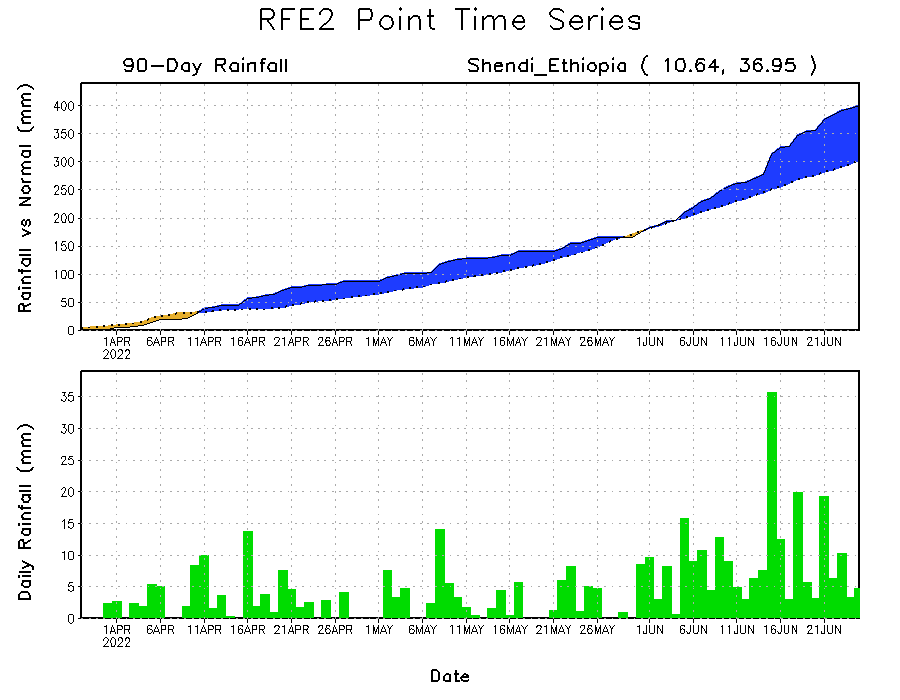 RFE2 Point Time Series
90-Day Rainfall
Shendi_Ethiopia ( 10.64, 36.95 )
Rainfall vs Normal (mm)
400
350
300
250
200
150
100
50
0
1APR 6APR 11APR 16APR 21APR 26APR 1MAY 6MAY 11MAY 16MAY 21MAY 26MAY 1JUN 6JUN 11JUN 16JUN 21JUN
2022
Daily Rainfall (mm)
35
30
25
20
15
10
5
0
1APR 6APR 11APR 16APR 21APR 26APR 1MAY 6MAY 11MAY 16MAY 21MAY 26MAY 1JUN 6JUN 11JUN 16JUN 21JUN
2022
Date